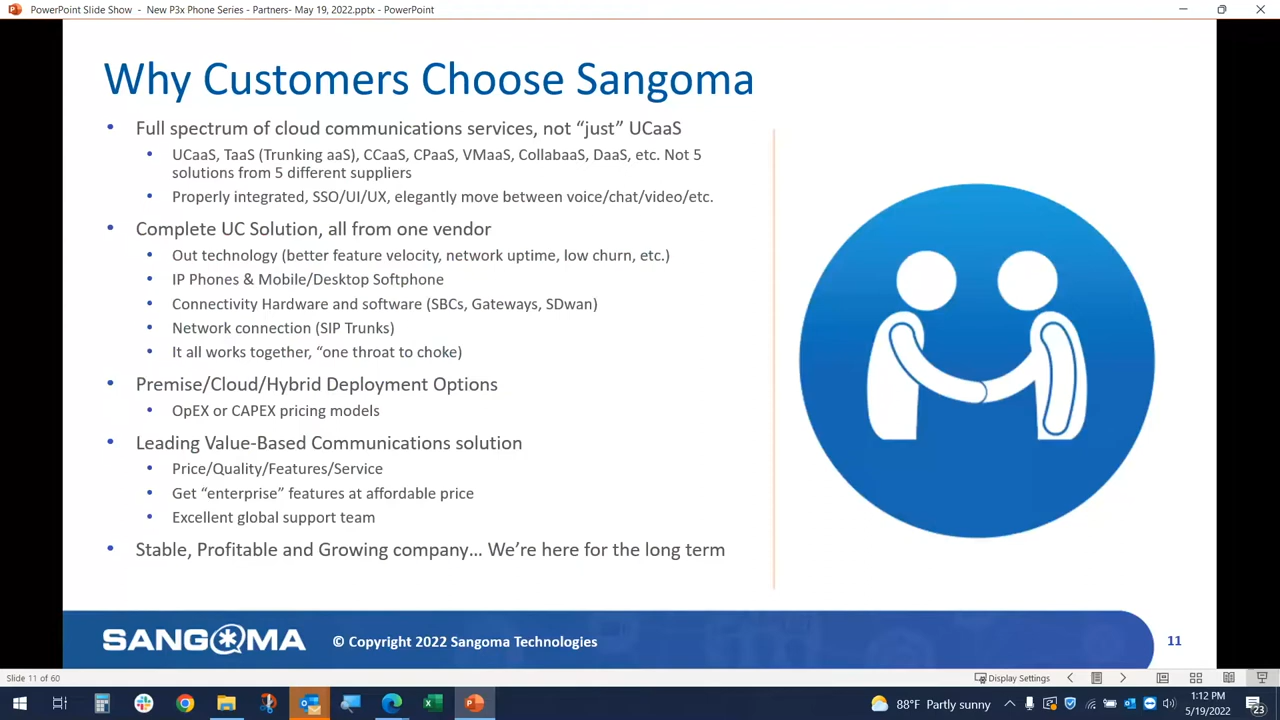 PowerPoint Slide Show - New P3x Phone Series - Partners- May 19, 2022.pptx - PowerPoint
Why Customers Choose Sangoma
• Full spectrum of cloud communications services, not “just” UCaaS
• UCaaS, TaaS (Trunking aaS), CCaaS, CPaaS, VMaaS, CollabaaS, DaaS, etc. Not 5
solutions from 5 different suppliers
• Properly integrated, SSO/UI/UX, elegantly move between voice/chat/video/etc.
• Complete UC Solution, all from one vendor
• Out technology (better feature velocity, network uptime, low churn, etc.)
• IP Phones & Mobile/Desktop Softphone
• Connectivity Hardware and software (SBCs, Gateways, SDwan)
• Network connection (SIP Trunks)
• It all works together, “one throat to choke)
• Premise/Cloud/Hybrid Deployment Options
• OpEX or CAPEX pricing models
• Leading Value-Based Communications solution
• Price/Quality/Features/Service
• Get “enterprise” features at affordable price
• Excellent global support team
• Stable, Profitable and Growing company… We’re here for the long term
SANGOMA
© Copyright 2022 Sangoma Technologies
11
Slide 11 of 60
Display Settings
88°F Partly sunny
1:12 PM
5/19/2022
23